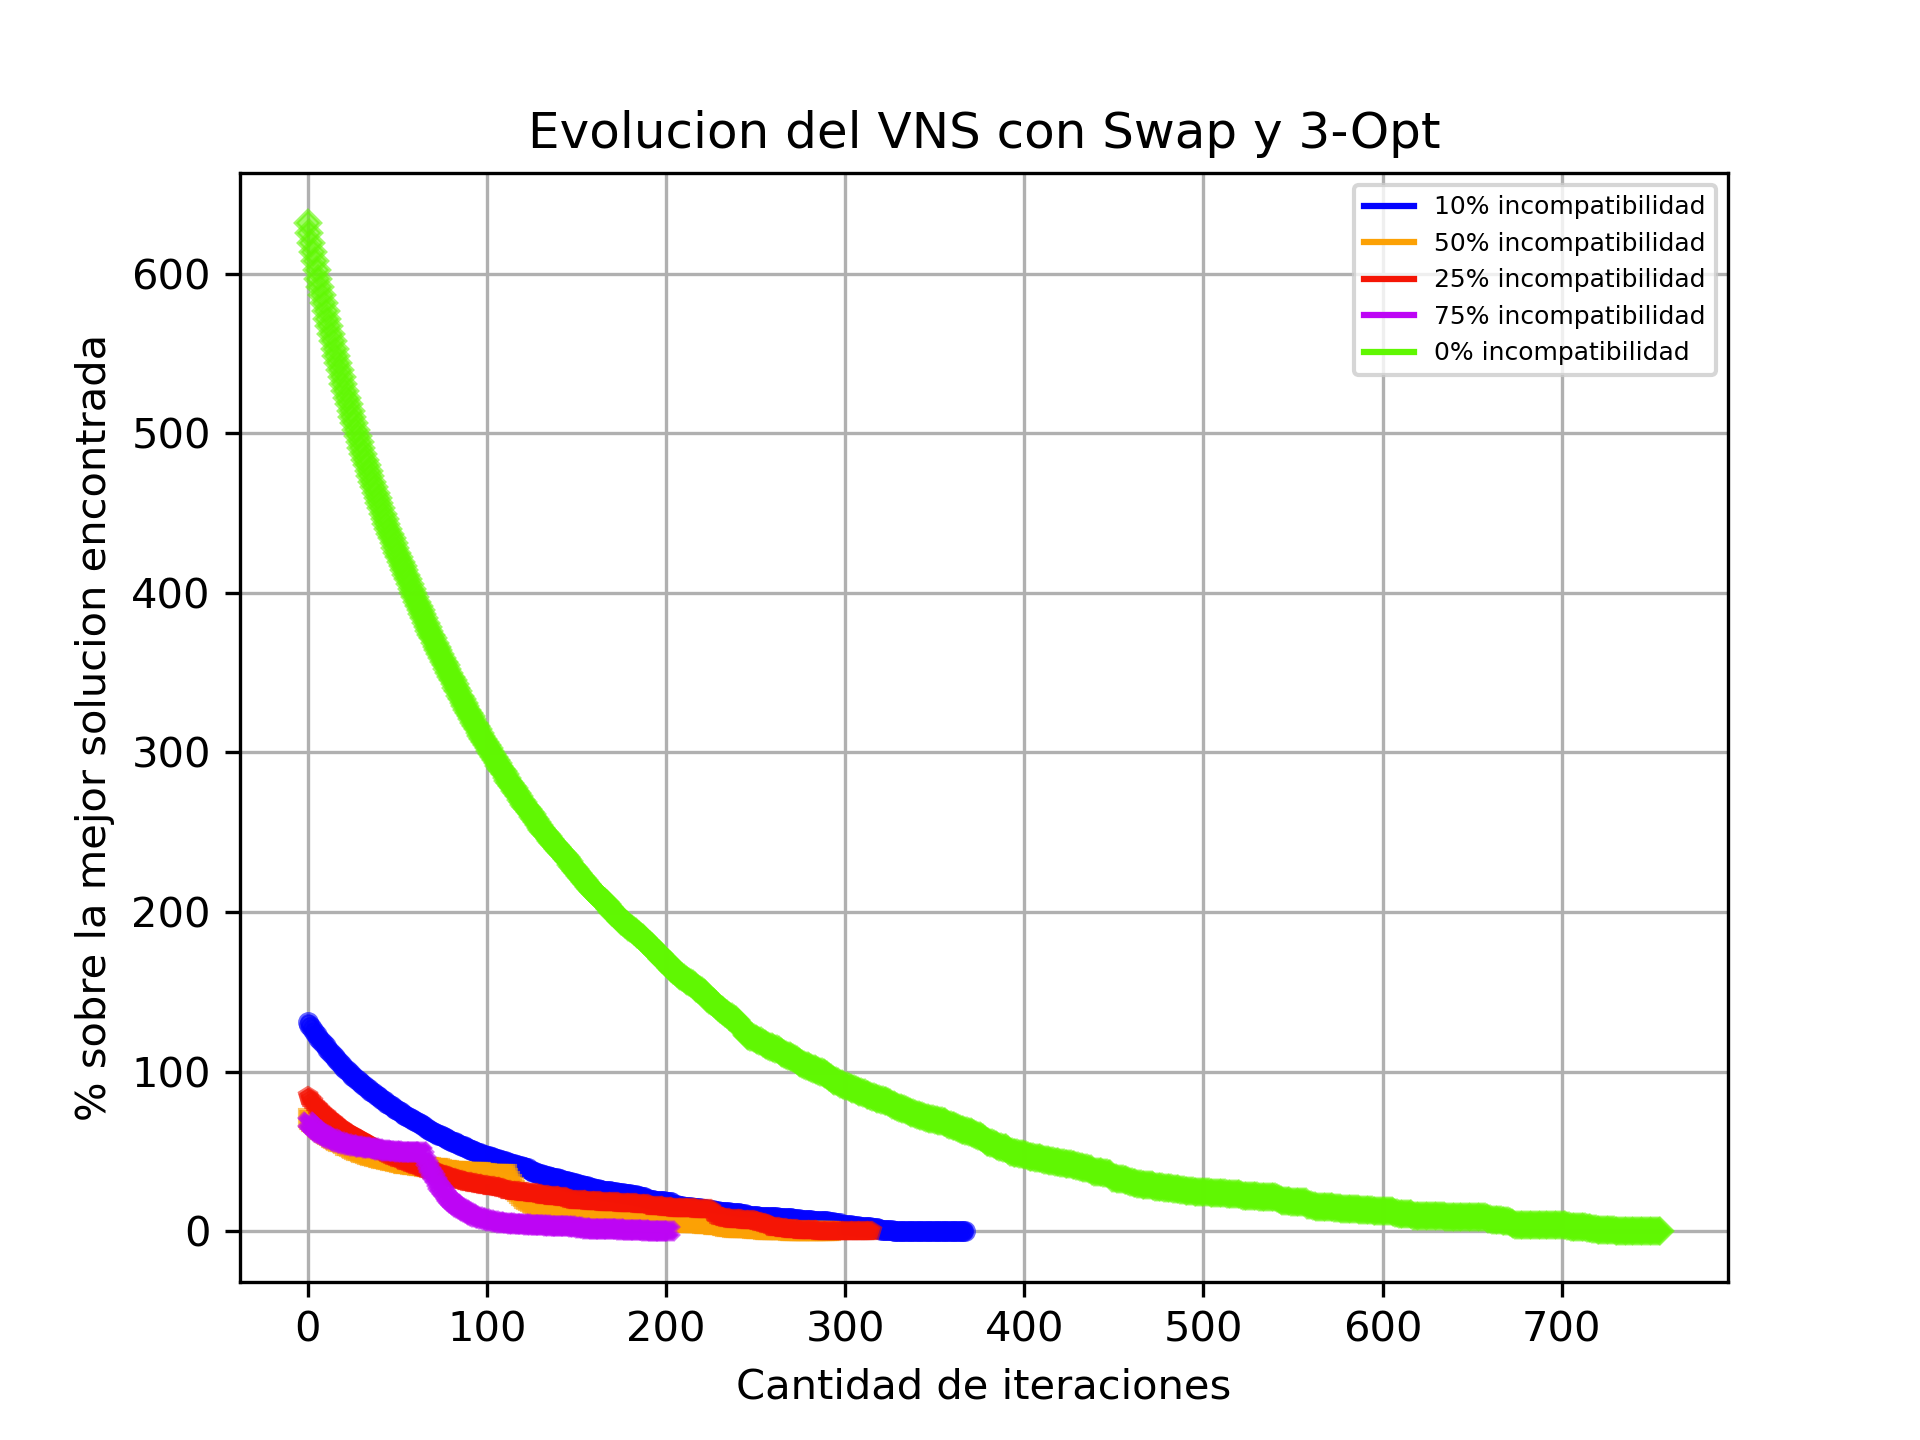 Evolucion del VNS con Swap y 3-Opt
10% incompatibilidad
50% incompatibilidad
25% incompatibilidad
75% incompatibilidad
0% incompatibilidad
% sobre la mejor solucion encontrada
600
500
400
300
200
100
0
0 100 200 300 400 500 600 700
Cantidad de iteraciones